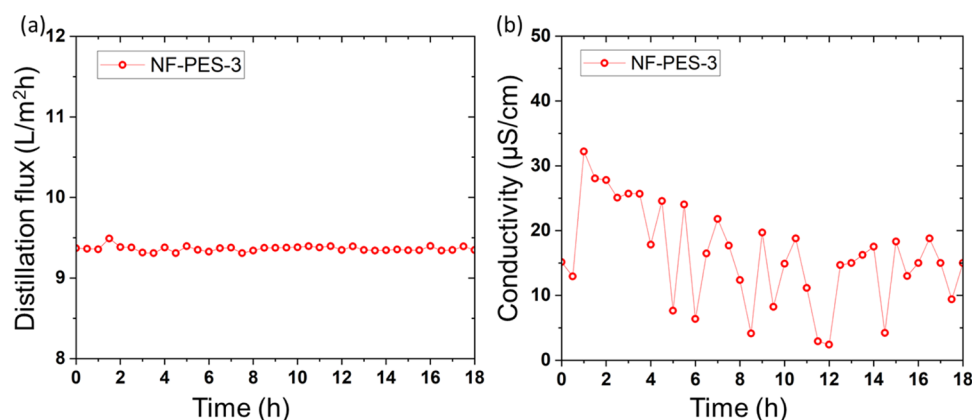 (a)
NF-PES-3
Distillation flux (L/m²h)
12
11
10
9
8
0 2 4 6 8 10 12 14 16 18
Time (h)
(b)
NF-PES-3
Conductivity (µS/cm)
50
40
30
20
10
0
0 2 4 6 8 10 12 14 16 18
Time (h)